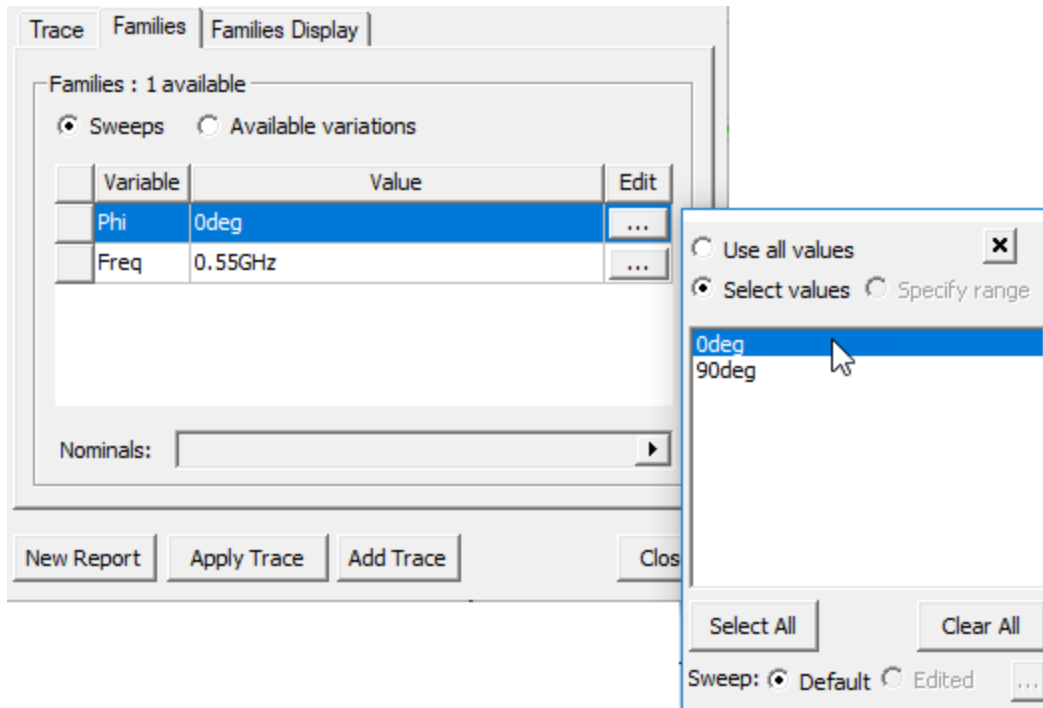 Trace Families Families Display
Families : 1 available
Sweeps Available variations
Variable Value Edit
Phi 0deg ...
Freq 0.55GHz ...
Nominals:
New Report Apply Trace Add Trace Clos
Use all values
Select values Specify range
0deg
90deg
Select All Clear All
Sweep: Default Edited ...